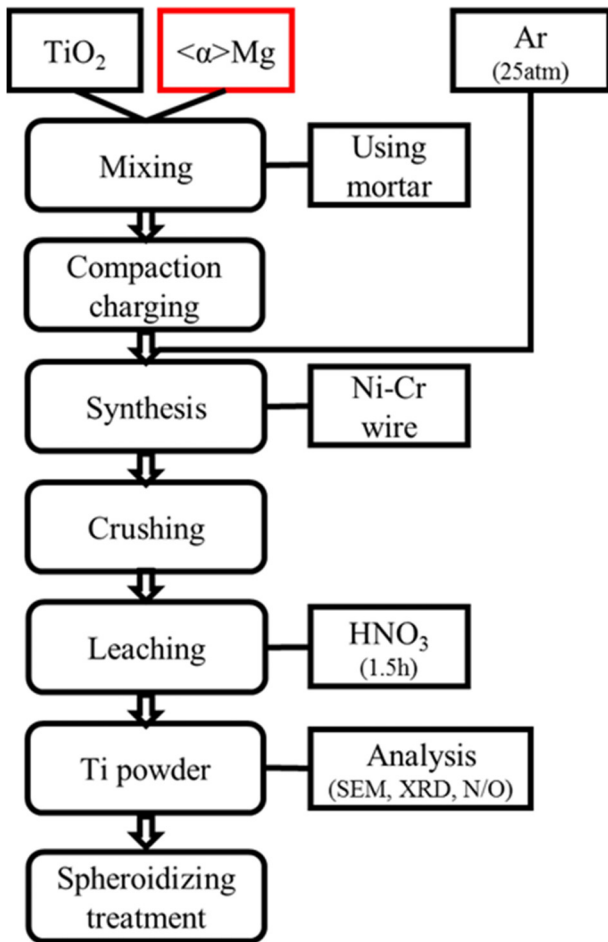 TiO₂
<α>Mg
Ar
(25atm)
Mixing
Using
mortar
Compaction
charging
Synthesis
Ni-Cr
wire
Crushing
Leaching
HNO₃
(1.5h)
Ti powder
Analysis
(SEM, XRD, N/O)
Spheroidizing
treatment